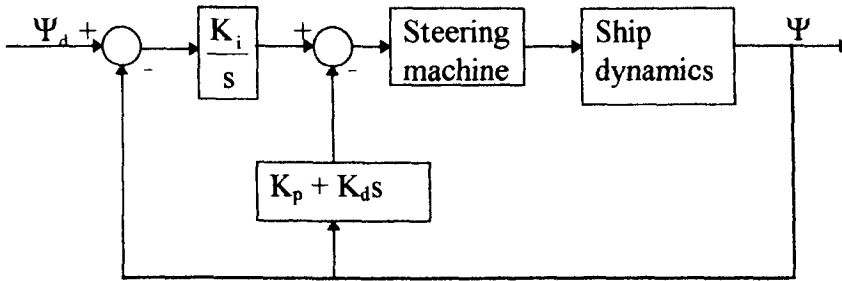 Ψd + - Ki/s + - Steering machine Ship dynamics Ψ
Kp + Kds